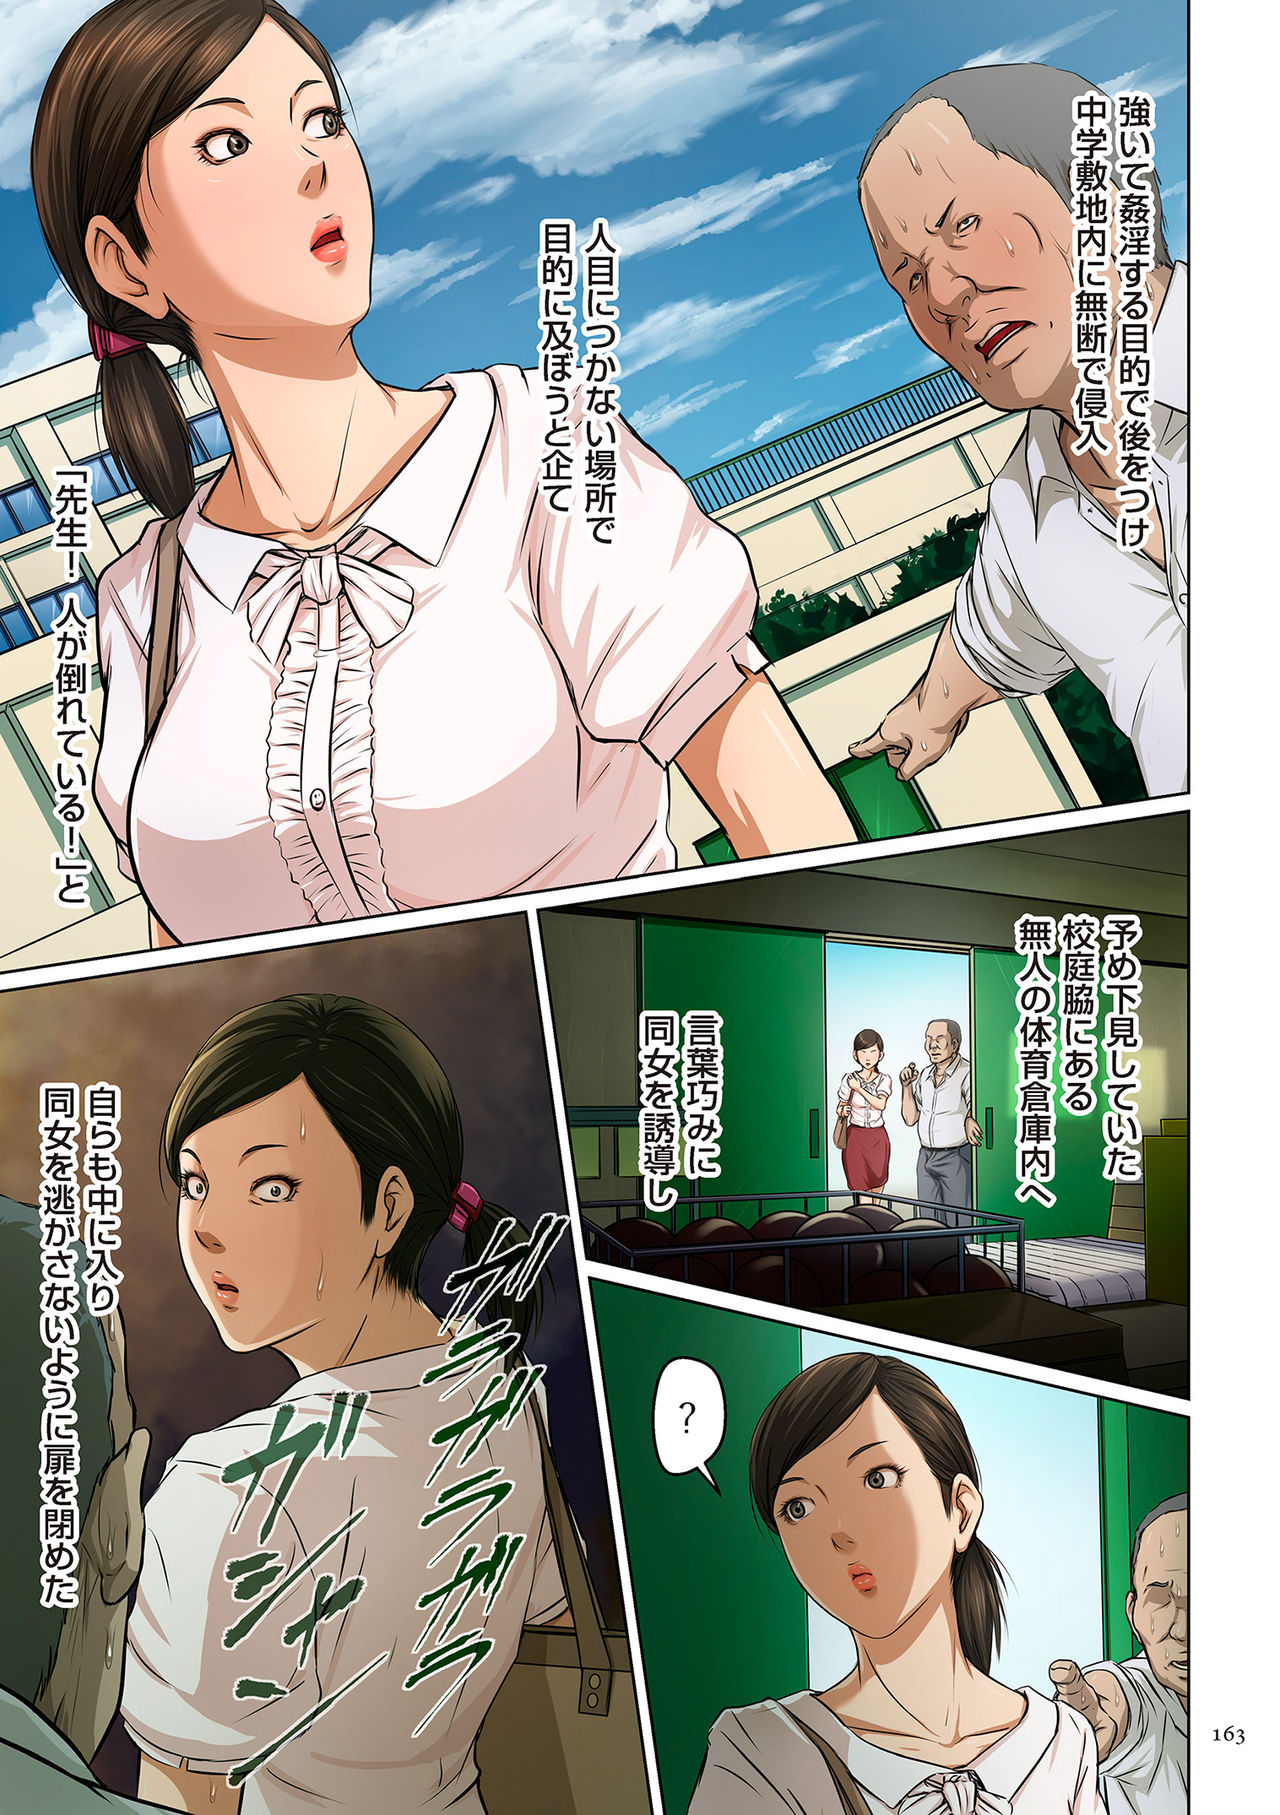 強いて姦淫する目的で後をつけ
中学敷地内に無断で侵入
人目につかない場所で
目的に及ぼうと企て
「先生！人が倒れている！」と
予め下見していた
校庭脇にある
無人の体育倉庫内へ
言葉巧みに
同女を誘導し
?
ガラガラガラ
ガシャン
自らも中に入り
同女を逃がさないように扉を閉めた
163